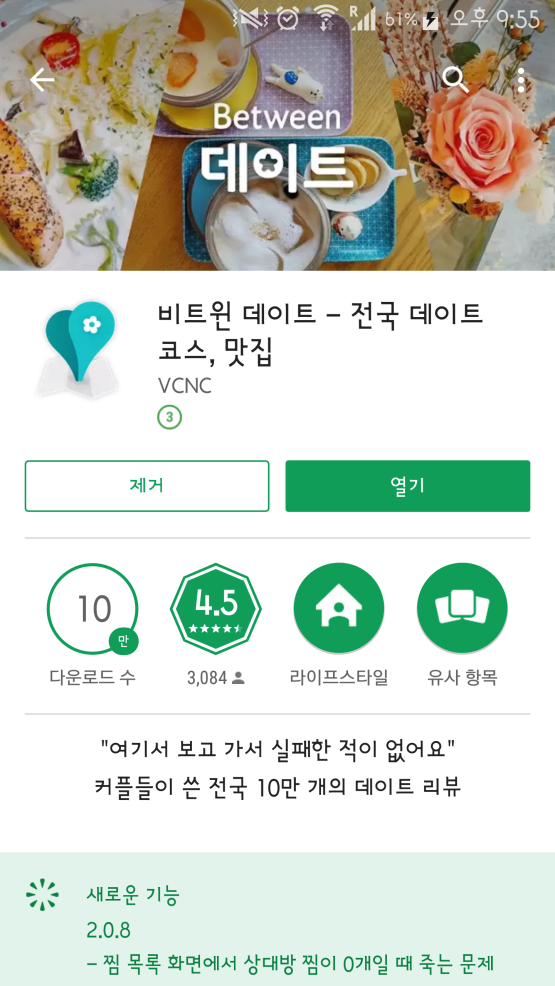 R 61% 오후 9:55
Between
데이트
비트윈 데이트 – 전국 데이트
코스, 맛집
VCNC
3
제거
열기
10
만
4.5
다운로드 수
3,084
라이프스타일
유사 항목
"여기서 보고 가서 실패한 적이 없어요"
커플들이 쓴 전국 10만 개의 데이트 리뷰
새로운 기능
2.0.8
– 찜 목록 화면에서 상대방 찜이 0개일 때 죽는 문제